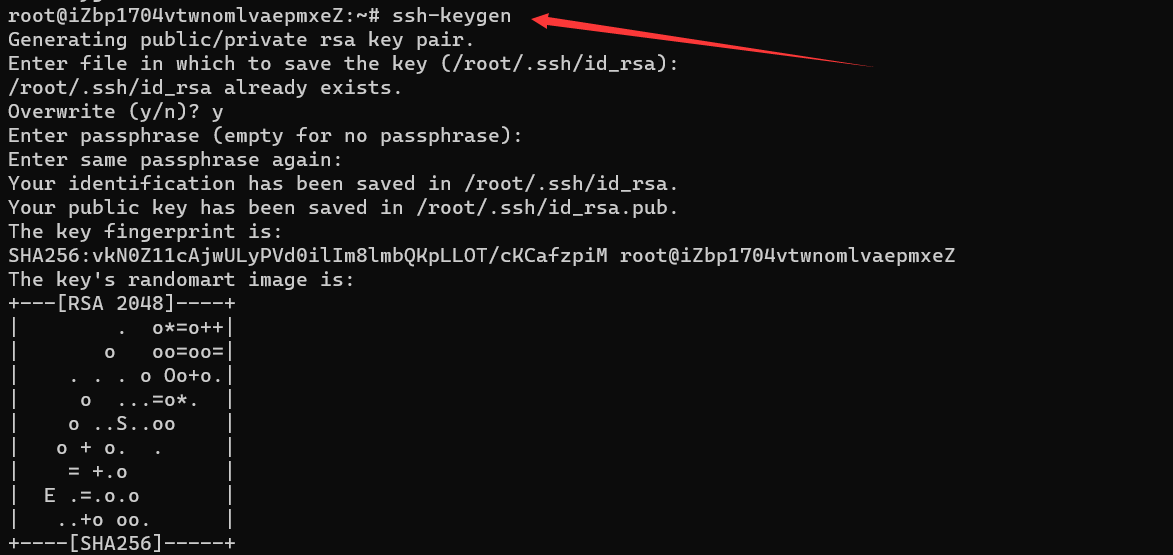 root@iZbp1704vtwnomlvaepmxeZ:~# ssh-keygen
Generating public/private rsa key pair.
Enter file in which to save the key (/root/.ssh/id_rsa):
/root/.ssh/id_rsa already exists.
Overwrite (y/n)? y
Enter passphrase (empty for no passphrase):
Enter same passphrase again:
Your identification has been saved in /root/.ssh/id_rsa.
Your public key has been saved in /root/.ssh/id_rsa.pub.
The key fingerprint is:
SHA256:vkN0Z11cAjwULyPVd0ilIm8lmbQKpLLOT/cKCafzpiM root@iZbp1704vtwnomlvaepmxeZ
The key's randomart image is:
+---[RSA 2048]----+
|        .  o*=o++|
|       o   oo=oo=|
|    . . . o Oo+o.|
|     o  ...=o*.  |
|    o ..S..oo    |
|   o + o.  .     |
|    = +.o        |
|  E .=.o.o       |
|   ..+o oo.      |
+----[SHA256]-----+